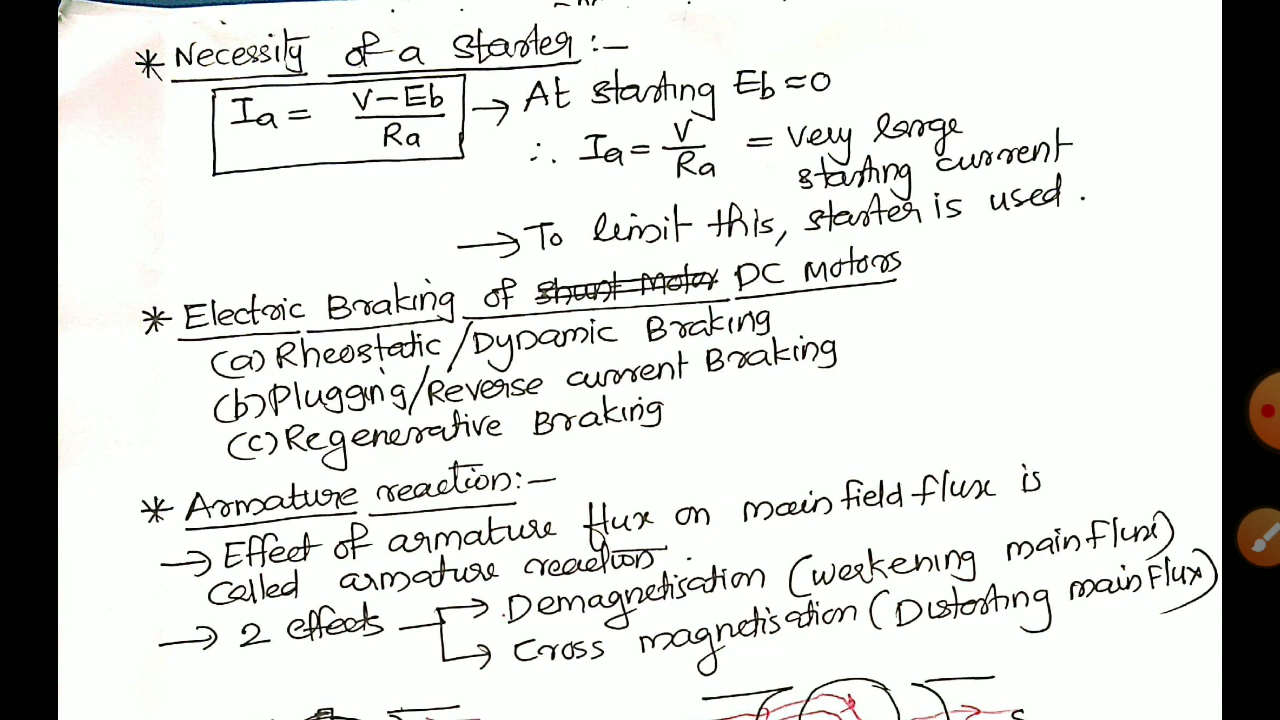 * Necessity of a starter :-
Ia = V-Eb / Ra → At starting Eb = 0
∴ Ia = V / Ra = very large
starting current
→ To limit this, starter is used.
* Electric Braking of Shunt Motor DC Motors
(a) Rheostatic / Dynamic Braking
(b) Plugging / Reverse current Braking
(c) Regenerative Braking
* Armature reaction :-
→ Effect of armature flux on main field flux is
called armature reaction.
→ 2 effects → Demagnetisation (weakening main flux)
→ Cross magnetisation (Distorting main flux)
S